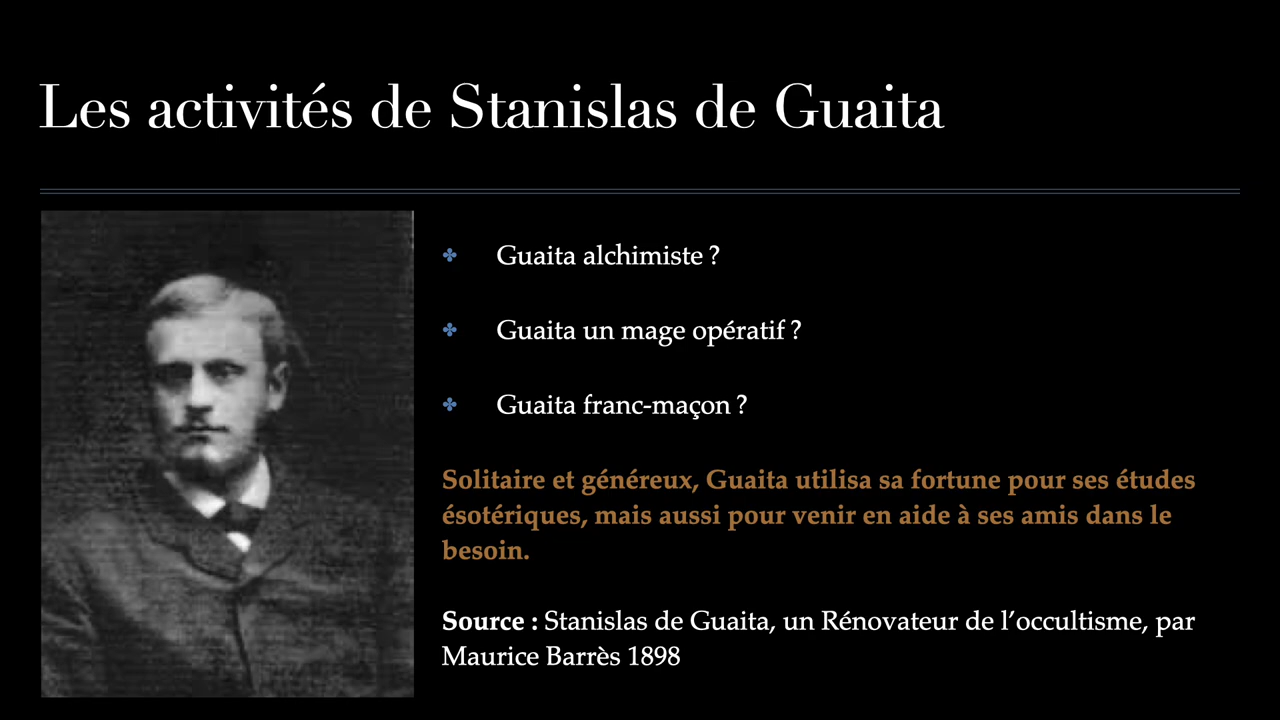 Les activités de Stanislas de Guaita
Guaita alchimiste ?
Guaita un mage opératif ?
Guaita franc-maçon ?
Solitaire et généreux, Guaita utilisa sa fortune pour ses études
ésotériques, mais aussi pour venir en aide à ses amis dans le
besoin.
Source : Stanislas de Guaita, un Rénovateur de l’occultisme, par
Maurice Barrès 1898